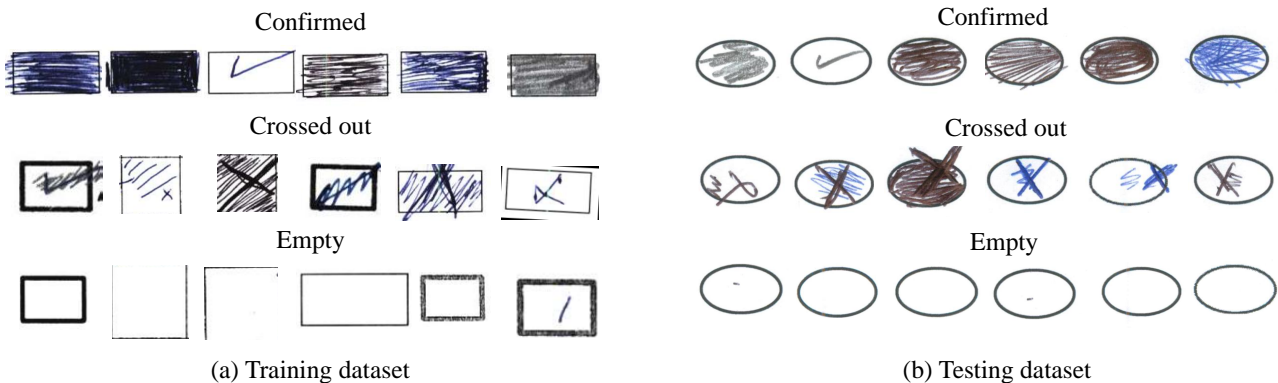 Confirmed
Crossed out
Empty
(a) Training dataset
Confirmed
Crossed out
Empty
(b) Testing dataset